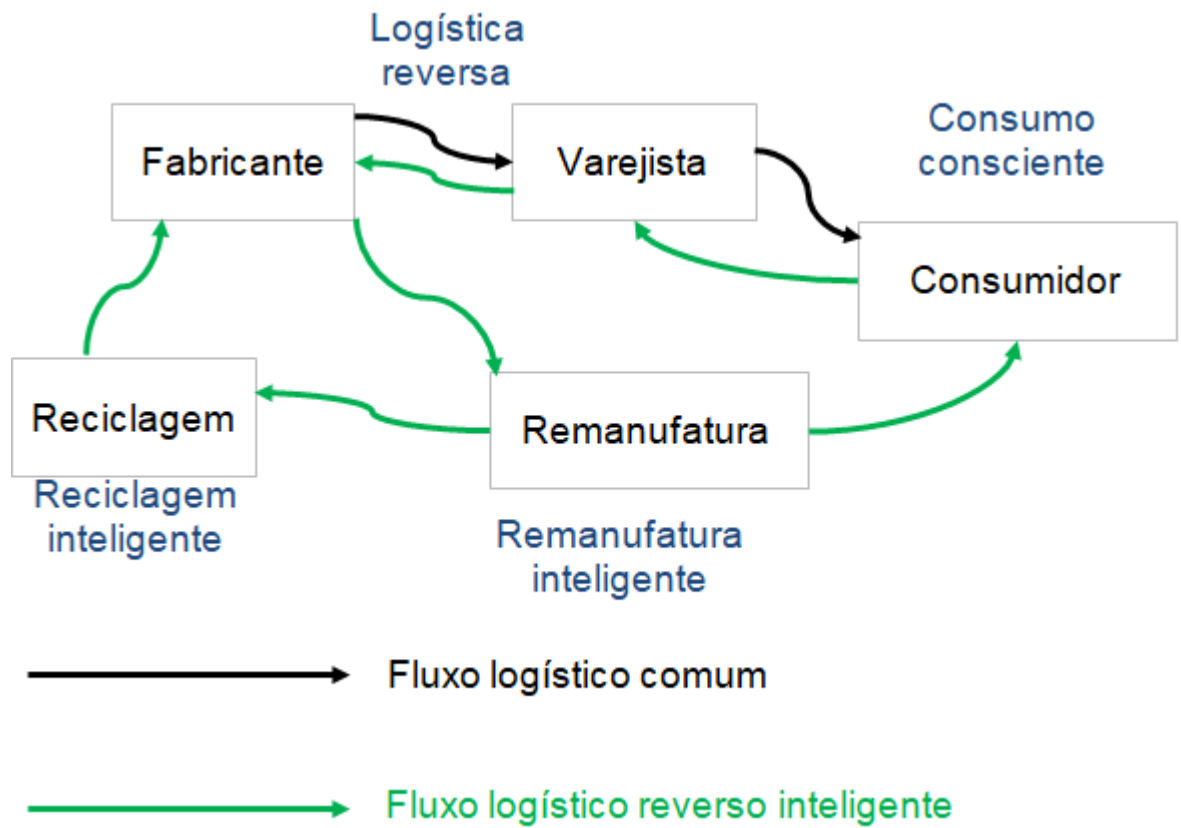 Logística
reversa
Fabricante
Varejista
Consumo
consciente
Consumidor
Reciclagem
Remanufatura
Reciclagem
inteligente
Remanufatura
inteligente
Fluxo logístico comum
Fluxo logístico reverso inteligente